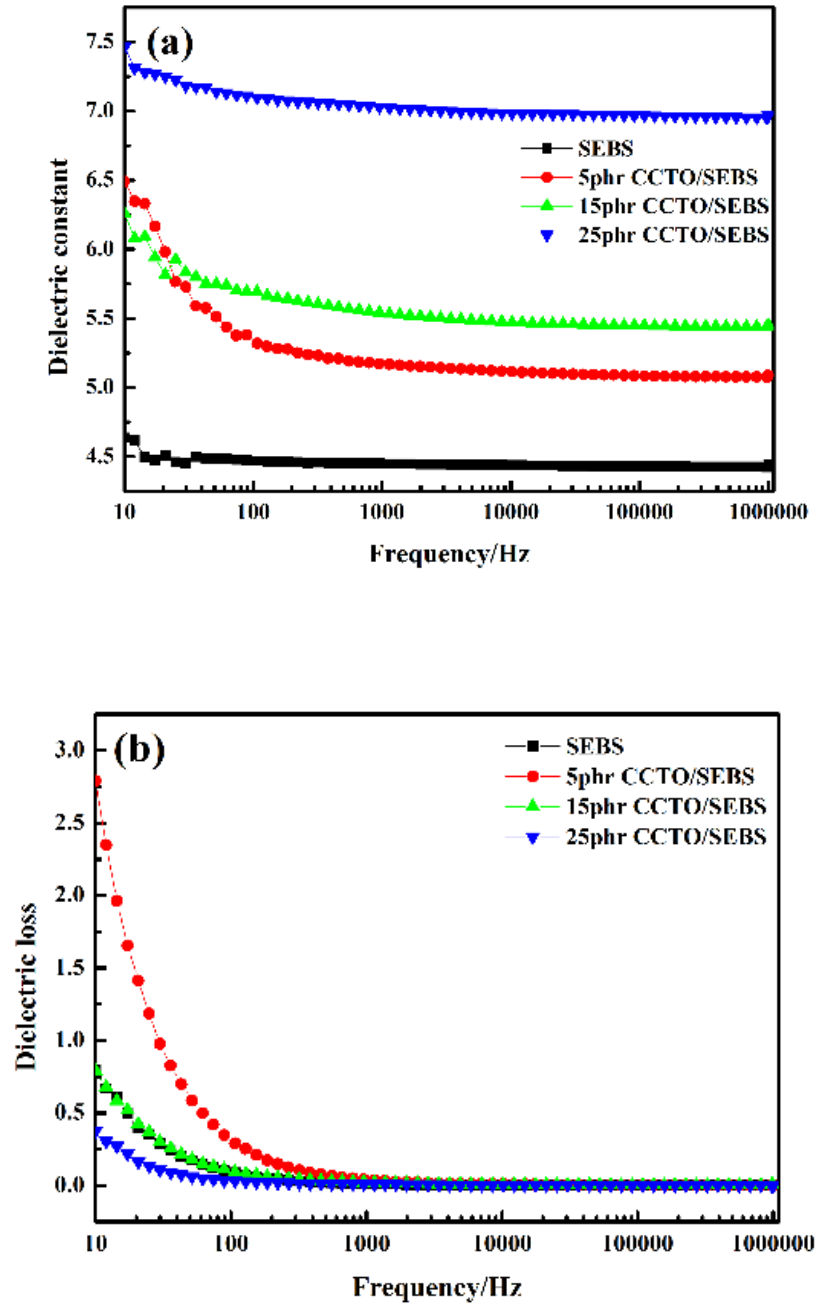 (a)
7.5
7.0
6.5
6.0
5.5
5.0
4.5
Dielectric constant
SEBS
5phr CCTO/SEBS
15phr CCTO/SEBS
25phr CCTO/SEBS
10 100 1000 10000 100000 1000000
Frequency/Hz
(b)
3.0
2.5
2.0
1.5
1.0
0.5
0.0
Dielectric loss
SEBS
5phr CCTO/SEBS
15phr CCTO/SEBS
25phr CCTO/SEBS
10 100 1000 10000 100000 1000000
Frequency/Hz